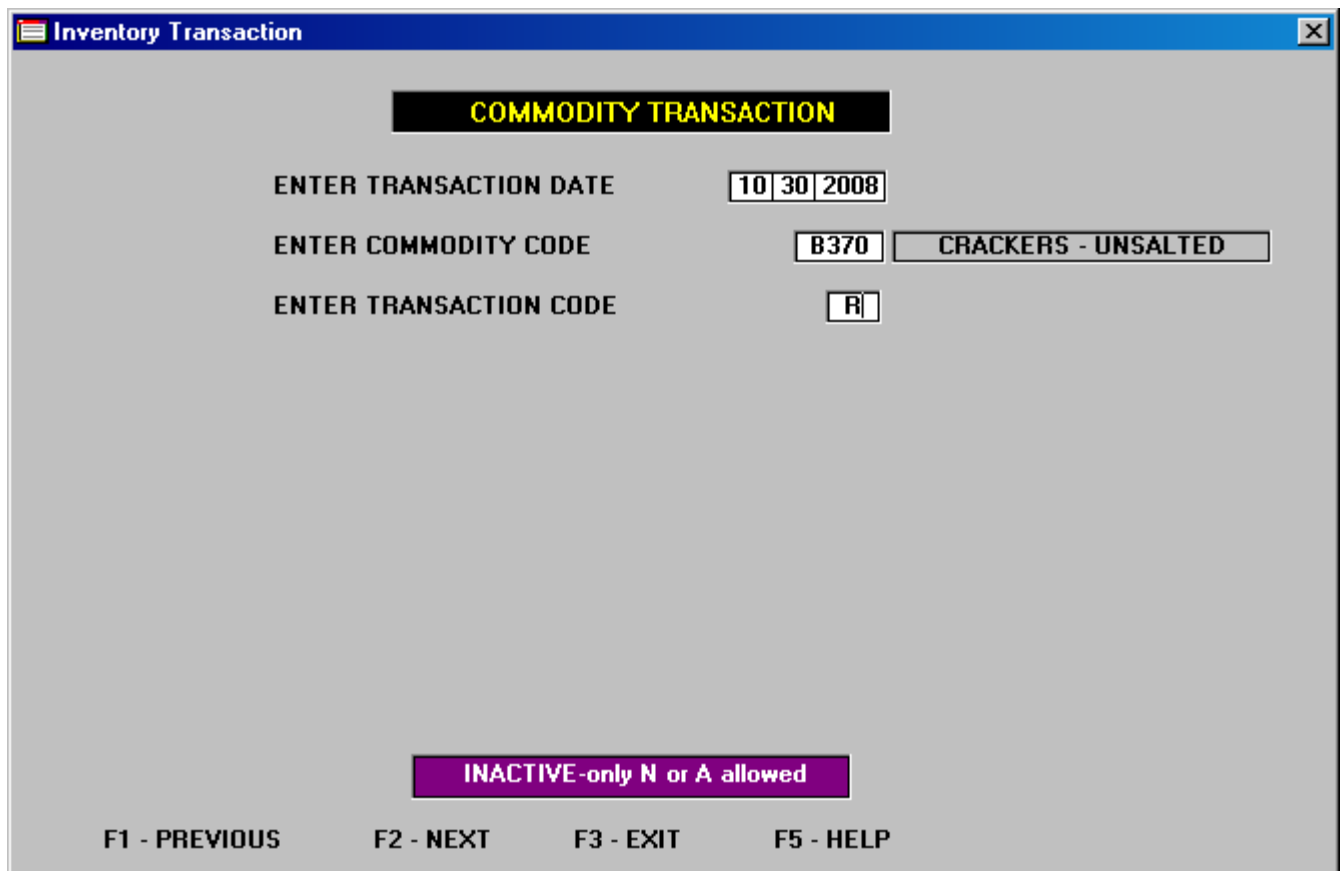 Inventory Transaction
COMMODITY TRANSACTION
ENTER TRANSACTION DATE 10 30 2008
ENTER COMMODITY CODE B370 CRACKERS - UNSALTED
ENTER TRANSACTION CODE R
INACTIVE-only N or A allowed
F1 - PREVIOUS F2 - NEXT F3 - EXIT F5 - HELP